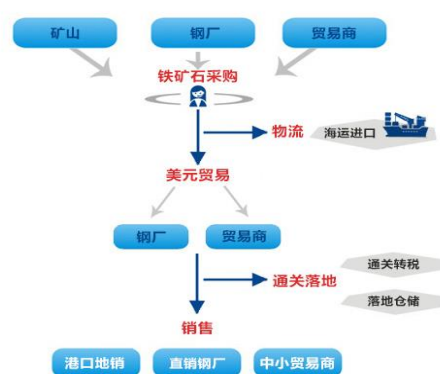 矿山 钢厂 贸易商
铁矿石采购
物流 海运进口
美元贸易
钢厂 贸易商
通关转税
通关落地
落地仓储
销售
港口地销 直销钢厂 中小贸易商